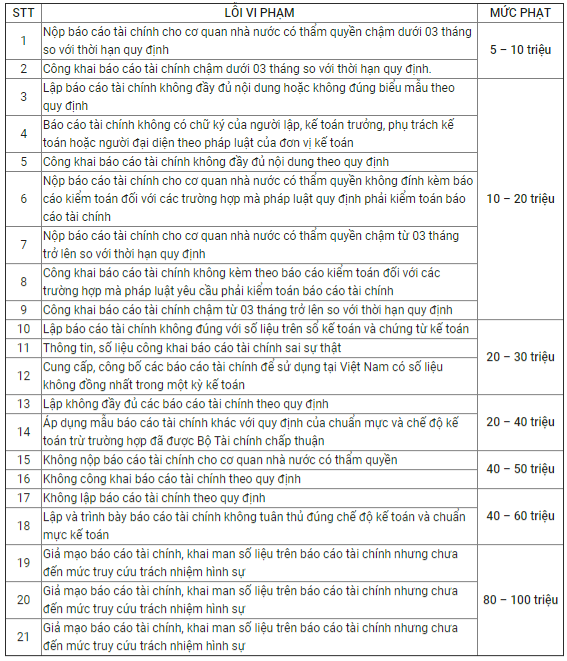 STT LỖI VI PHẠM MỨC PHẠT
1 Nộp báo cáo tài chính cho cơ quan nhà nước có thẩm quyền chậm dưới 03 tháng
so với thời hạn quy định
5 – 10 triệu
2 Công khai báo cáo tài chính chậm dưới 03 tháng so với thời hạn quy định.
3 Lập báo cáo tài chính không đầy đủ nội dung hoặc không đúng biểu mẫu theo
quy định
4 Báo cáo tài chính không có chữ ký của người lập, kế toán trưởng, phụ trách kế
toán hoặc người đại diện theo pháp luật của đơn vị kế toán
5 Công khai báo cáo tài chính không đầy đủ nội dung theo quy định
6 Nộp báo cáo tài chính cho cơ quan nhà nước có thẩm quyền không đính kèm báo
cáo kiểm toán đối với các trường hợp mà pháp luật quy định phải kiểm toán báo
cáo tài chính
10 – 20 triệu
7 Nộp báo cáo tài chính cho cơ quan nhà nước có thẩm quyền chậm từ 03 tháng
trở lên so với thời hạn quy định
8 Công khai báo cáo tài chính không kèm theo báo cáo kiểm toán đối với các
trường hợp mà pháp luật yêu cầu phải kiểm toán báo cáo tài chính
9 Công khai báo cáo tài chính chậm từ 03 tháng trở lên so với thời hạn quy định
10 Lập báo cáo tài chính không đúng với số liệu trên sổ kế toán và chứng từ kế toán
11 Thông tin, số liệu công khai báo cáo tài chính sai sự thật
20 – 30 triệu
12 Cung cấp, công bố các báo cáo tài chính để sử dụng tại Việt Nam có số liệu
không đồng nhất trong một kỳ kế toán
13 Lập không đầy đủ các báo cáo tài chính theo quy định
20 – 40 triệu
14 Áp dụng mẫu báo cáo tài chính khác với quy định của chuẩn mực và chế độ kế
toán trừ trường hợp đã được Bộ Tài chính chấp thuận
15 Không nộp báo cáo tài chính cho cơ quan nhà nước có thẩm quyền
40 – 50 triệu
16 Không công khai báo cáo tài chính theo quy định
17 Không lập báo cáo tài chính theo quy định
40 – 60 triệu
18 Lập và trình bày báo cáo tài chính không tuân thủ đúng chế độ kế toán và chuẩn
mực kế toán
19 Giả mạo báo cáo tài chính, khai man số liệu trên báo cáo tài chính nhưng chưa
đến mức truy cứu trách nhiệm hình sự
20 Giả mạo báo cáo tài chính, khai man số liệu trên báo cáo tài chính nhưng chưa
đến mức truy cứu trách nhiệm hình sự
80 – 100 triệu
21 Giả mạo báo cáo tài chính, khai man số liệu trên báo cáo tài chính nhưng chưa
đến mức truy cứu trách nhiệm hình sự